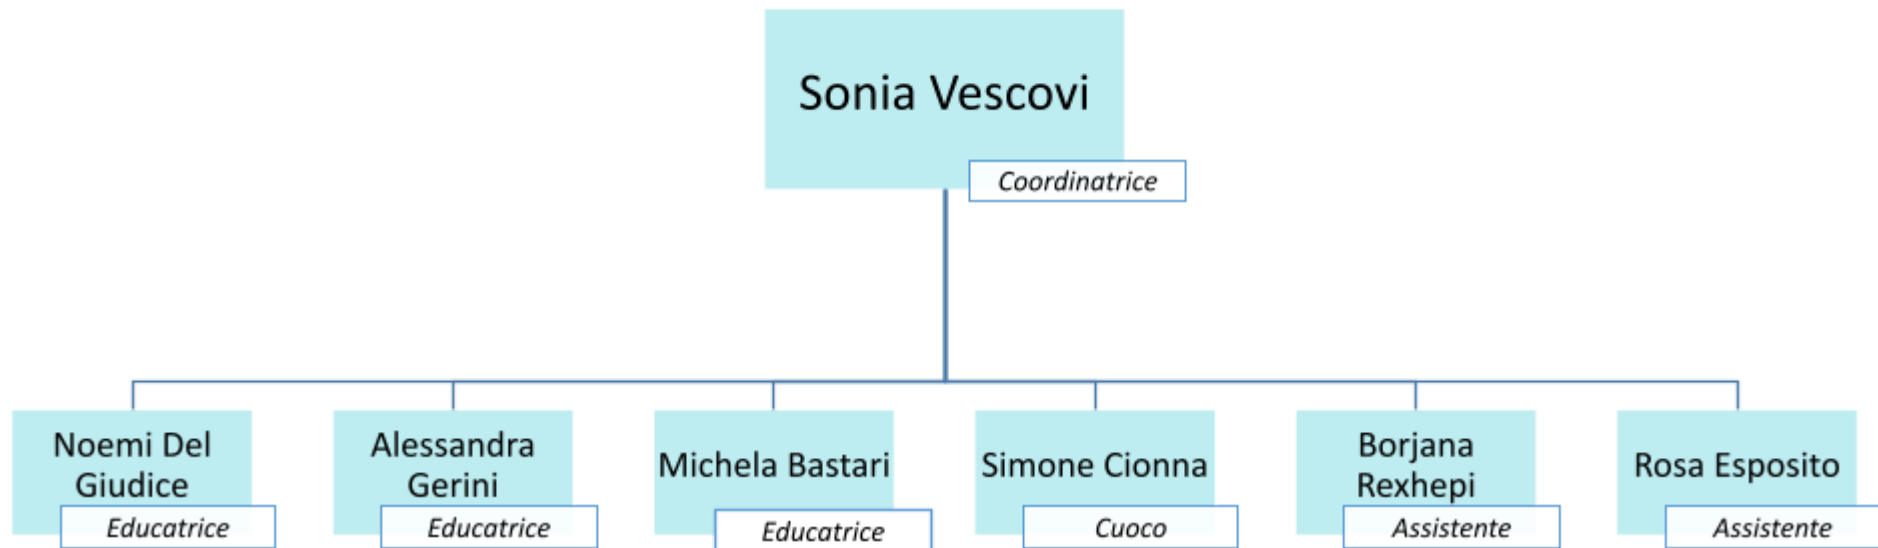 Sonia Vescovi
Coordinatrice
Noemi Del
Giudice
Educatrice
Alessandra
Gerini
Educatrice
Michela Bastari
Educatrice
Simone Cionna
Cuoco
Borjana
Rexhepi
Assistente
Rosa Esposito
Assistente